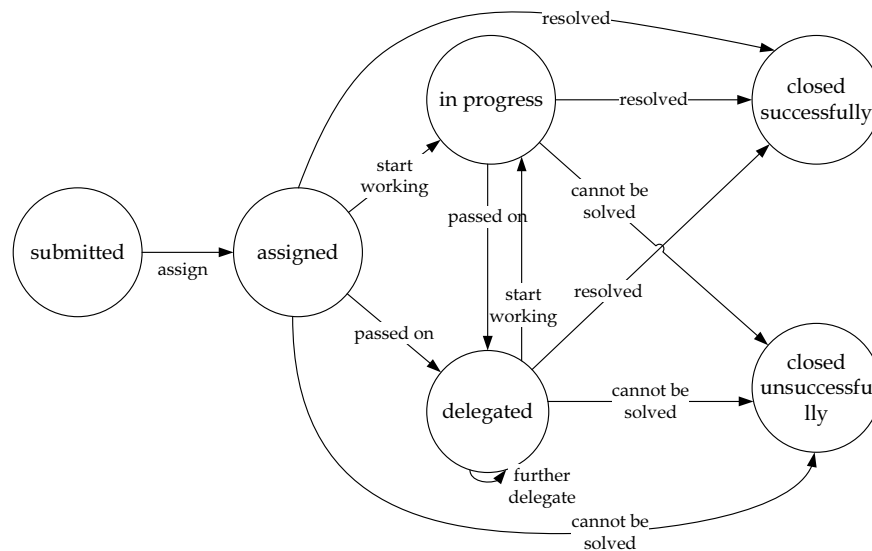 resolved
closed
successfully
in progress
resolved
start
working
cannot be
solved
passed on
submitted
assign
assigned
resolved
start
working
passed on
closed
unsuccessfu
lly
cannot be
solved
delegated
further
delegate
cannot be
solved